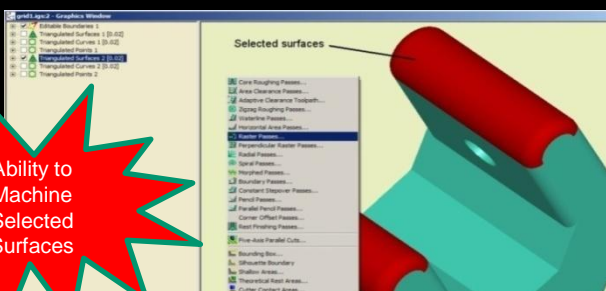 grid1.igs:2 - Graphics Window
Editable Boundaries 1
Triangulated Surfaces 1 [0.02]
Triangulated Curves 1 [0.02]
Triangulated Points 1
Triangulated Surfaces 2 [0.02]
Triangulated Curves 2 [0.02]
Triangulated Points 2
Selected surfaces
Core Roughing Passes...
Area Clearance Passes...
Adaptive Clearance Toolpath...
Zigzag Roughing Passes...
Waterline Passes...
Horizontal Area Passes...
Raster Passes...
Perpendicular Raster Passes...
Radial Passes...
Spiral Passes...
Morphed Passes...
Boundary Passes...
Constant Stepover Passes...
Pencil Passes...
Parallel Pencil Passes...
Corner Offset Passes...
Rest Finishing Passes...
Five-Axis Parallel Cuts...
Bounding Box...
Silhouette Boundary
Shallow Areas...
Theoretical Rest Areas...
Cutter Contact Areas...
Ability to
Machine
Selected
Surfaces